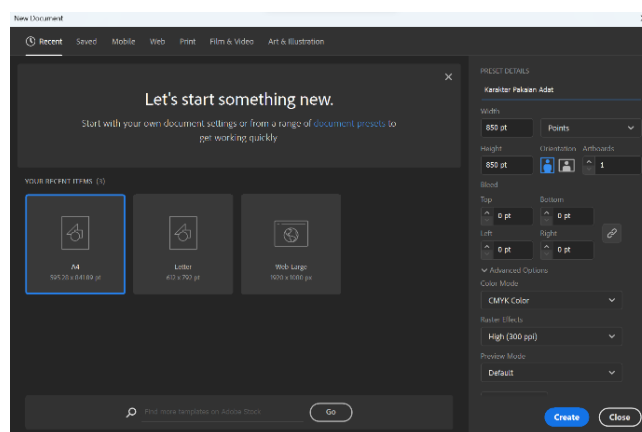 New Document
Recent Saved Mobile Web Print Film & Video Art & Illustration
Let's start something new.
Start with your own document settings or from a range of document presets to
get working quickly
YOUR RECENT ITEMS (3)
A4
595.28 x 841.89 pt
Letter
612 x 792 pt
Web Large
1920 x 1080 px
Find more templates on Adobe Stock
Go
PRESET DETAILS
Karakter Pakaian Adat
Width
850 pt Points
Height Orientation Artboards
850 pt 1
Bleed
Top Bottom
0 pt 0 pt
Left Right
0 pt 0 pt
Advanced Options
Color Mode
CMYK Color
Raster Effects
High (300 ppi)
Preview Mode
Default
Create Close